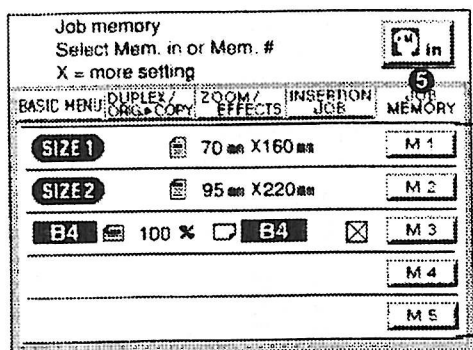 Job memory
Select Mem. in or Mem. #
X = more setting
"M" in
5
BASIC MENU DUPLEX/ ORIG.▸COPY ZOOM/ EFFECTS INSERTION JOB JOB MEMORY
SIZE 1 70 mm X160 mm M 1
SIZE 2 95 mm X220 mm M 2
B4 100 % B4 M 3
M 4
M 5